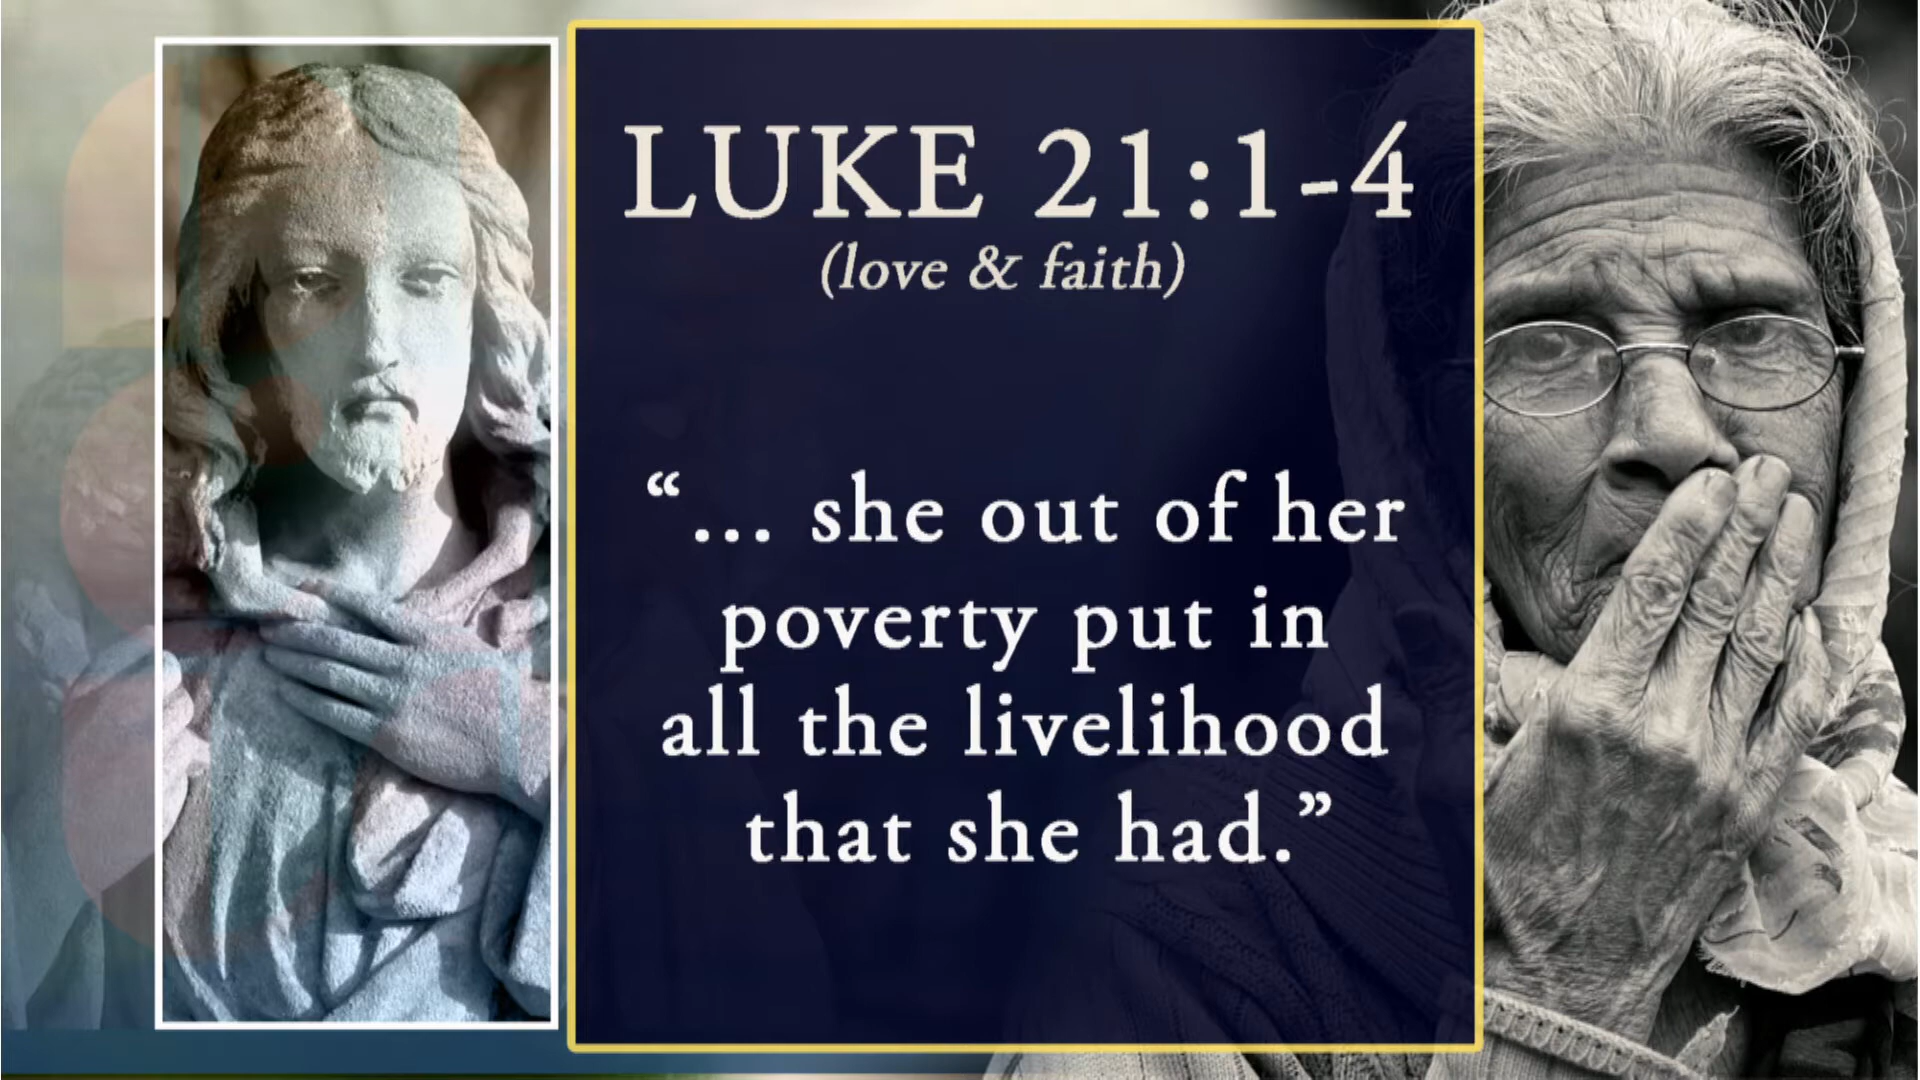 LUKE 21:1-4
(love & faith)
“... she out of her
poverty put in
all the livelihood
that she had.”